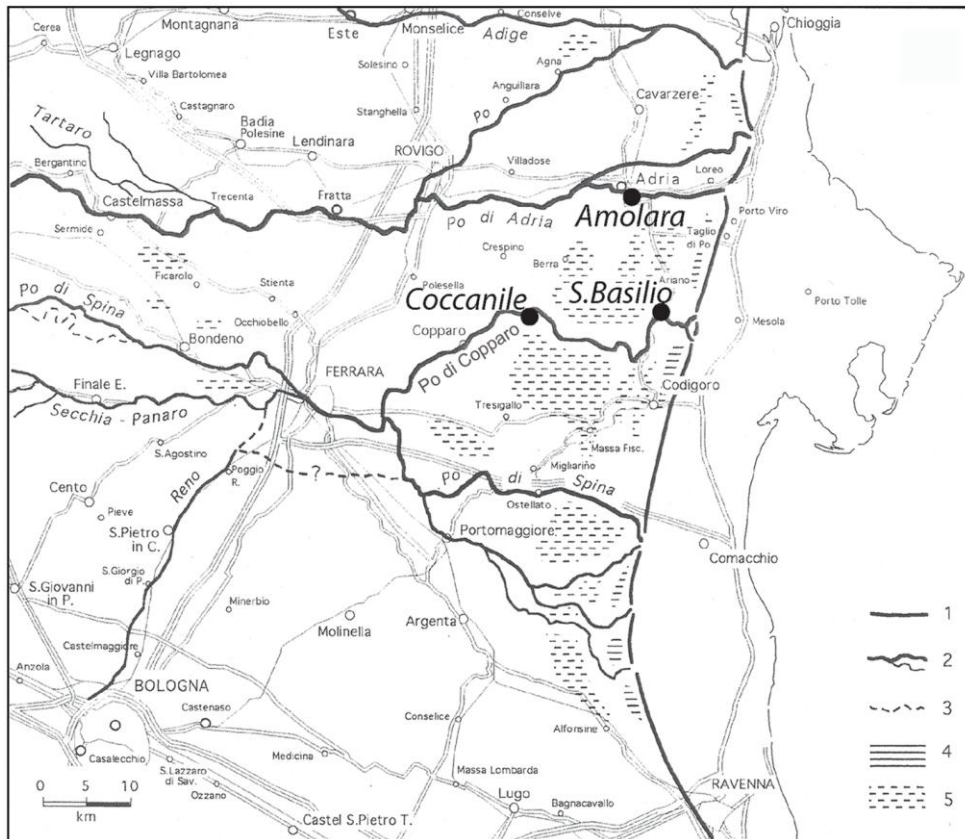 Montagnana
Este
Monselice
Conselve
Adige
Chioggia
Cerea
Legnago
Solesino
Agna
Villa Bartolomea
Anguillara
Castagnaro
Stanghella
Po
Cavarzere
Badia
Polesine
Lendinara
ROVIGO
Tartaro
Villadose
Bergantino
Trecenta
Fratta
Adria
Loreo
Castelmassa
Po di Adria
Amolara
Porto Viro
Sermide
Crespino
Taglio
di Po
Berra
Ficarolo
Stienta
Polesella
Ariano
Coccanile
S.Basilio
Porto Tolle
Po di Spina
Occhiobello
Mesola
Copparo
Po di Copparo
Bondeno
FERRARA
Finale E.
Codigoro
Secchia - Panaro
Tresigallo
S.Agostino
Massa Fisc.
Poggio
R.
?
Migliarino
Reno
Po di Spina
Cento
Ostellato
Pieve
S.Pietro
in C.
Portomaggiore
Comacchio
S.Giorgio
di P.
S.Giovanni
in P.
Minerbio
Molinella
Argenta
1
Castelmaggiore
2
Anzola
BOLOGNA
3
Castenaso
Conselice
Alfonsine
4
Casalecchio
Medicina
S.Lazzaro
di Sav.
Massa Lombarda
5
Ozzano
RAVENNA
0 5 10
km
Lugo
Bagnacavallo
Castel S.Pietro T.